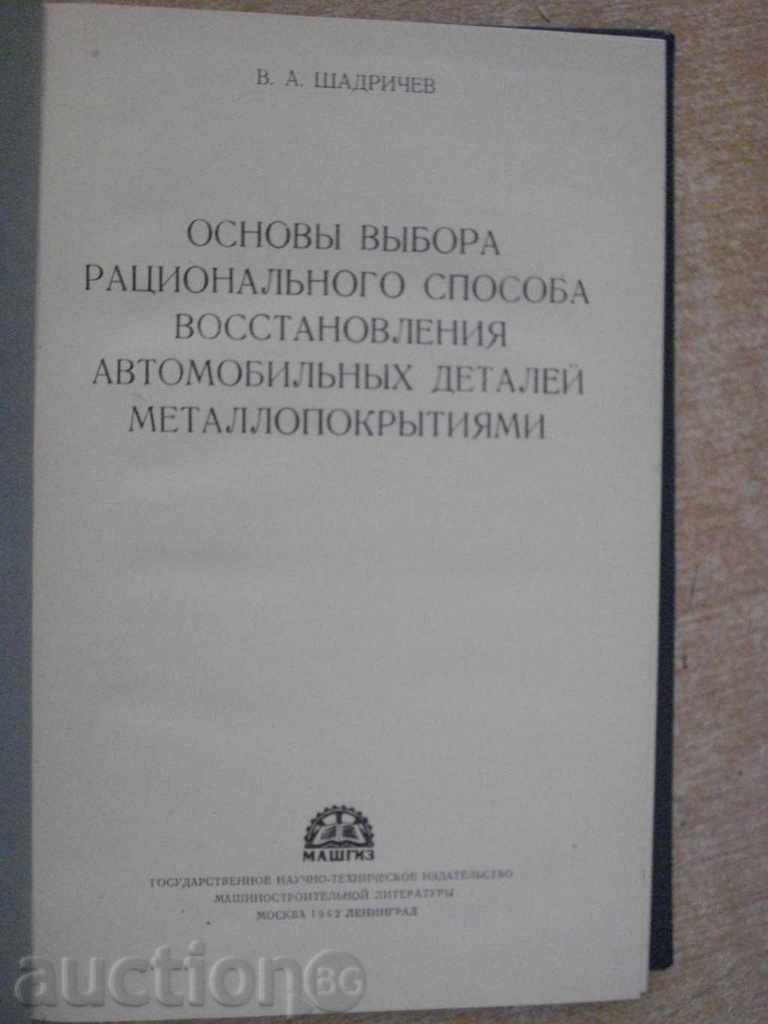 В. А. ШАДРИЧЕВ
ОСНОВЫ ВЫБОРА
РАЦИОНАЛЬНОГО СПОСОБА
ВОССТАНОВЛЕНИЯ
АВТОМОБИЛЬНЫХ ДЕТАЛЕЙ
МЕТАЛЛОПОКРЫТИЯМИ
МАШГИЗ
ГОСУДАРСТВЕННОЕ НАУЧНО-ТЕХНИЧЕСКОЕ ИЗДАТЕЛЬСТВО
МАШИНОСТРОИТЕЛЬНОЙ ЛИТЕРАТУРЫ
МОСКВА 1962 ЛЕНИНГРАД
auction BG